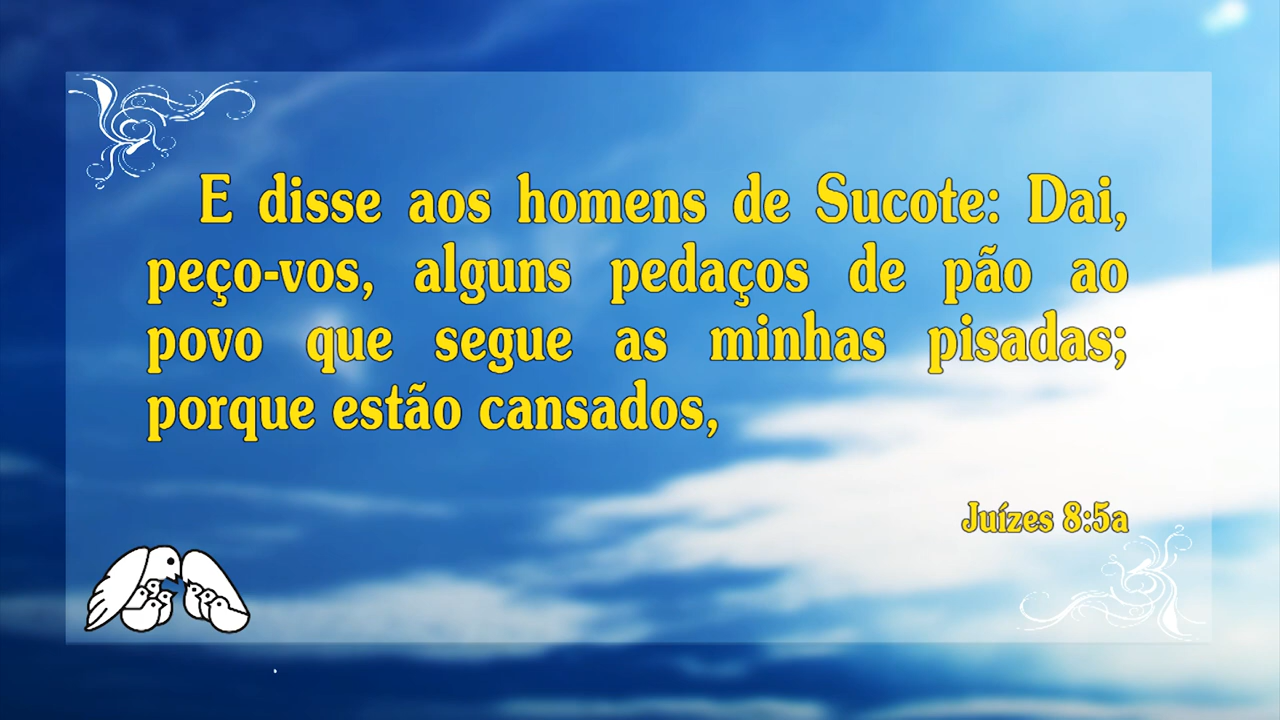 E disse aos homens de Sucote: Dai,
peço-vos, alguns pedaços de pão ao
povo que segue as minhas pisadas;
porque estão cansados,
Juízes 8:5a